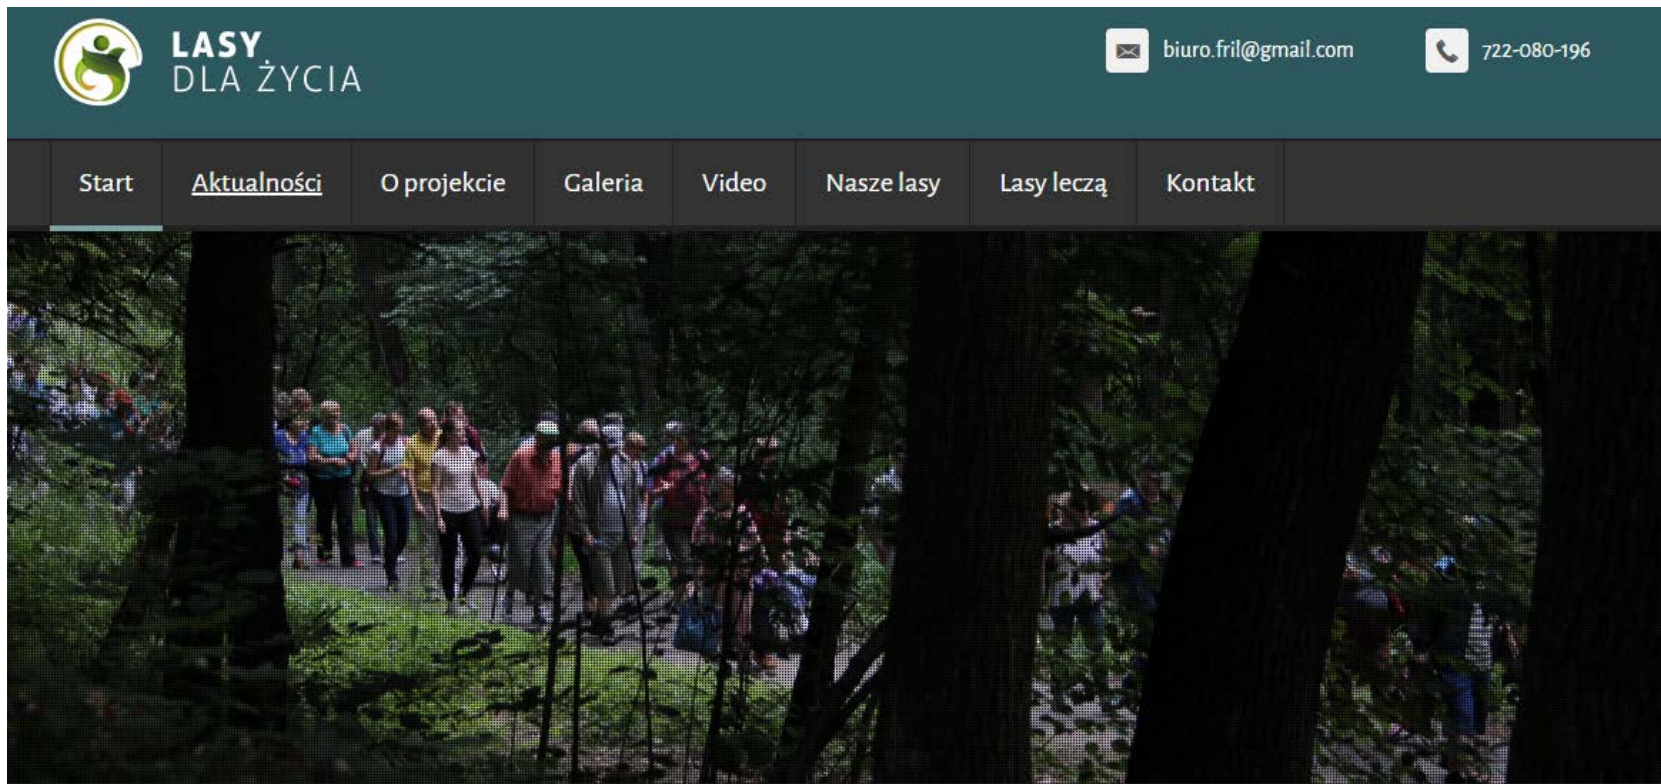 LASY
DLA ŻYCIA
biuro.fril@gmail.com
722-080-196
Start Aktualności O projekcie Galeria Video Nasze lasy Lasy leczą Kontakt